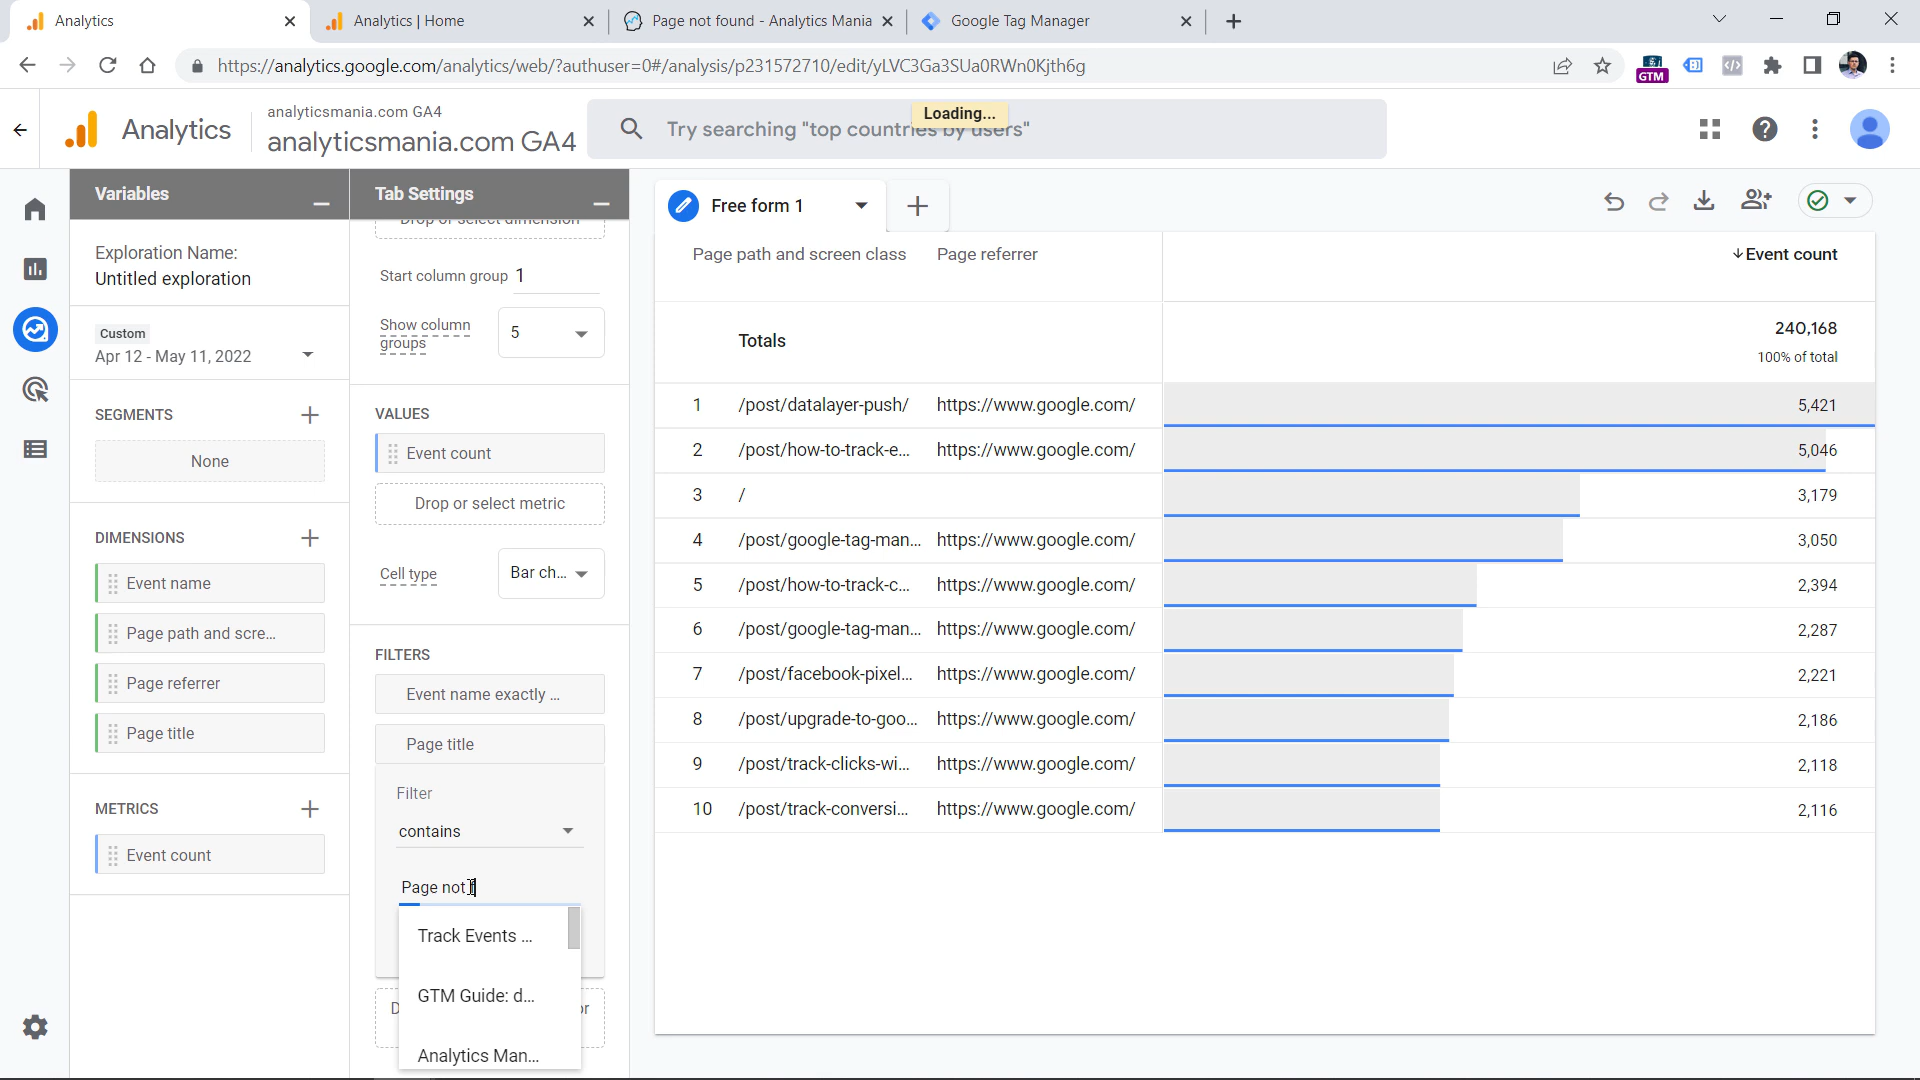 Analytics
Analytics | Home
Page not found - Analytics Mania
Google Tag Manager
https://analytics.google.com/analytics/web/?authuser=0#/analysis/p231572710/edit/yLVC3Ga3SUa0RWn0Kjth6g
GTM
Analytics
analyticsmania.com GA4
analyticsmania.com GA4
Try searching "top countries by users"
Loading...
Variables
Exploration Name:
Untitled exploration
Custom
Apr 12 - May 11, 2022
SEGMENTS
None
DIMENSIONS
Event name
Page path and scre...
Page referrer
Page title
METRICS
Event count
Tab Settings
Drop or select dimension
Start column group 1
Show column groups
5
VALUES
Event count
Drop or select metric
Cell type
Bar ch...
FILTERS
Event name exactly ...
Page title
Filter
contains
Page not
Track Events ...
GTM Guide: d...
Analytics Man...
Free form 1
Page path and screen class Page referrer Event count
Totals 240,168
100% of total
1 /post/datalayer-push/ https://www.google.com/ 5,421
2 /post/how-to-track-e... https://www.google.com/ 5,046
3 / 3,179
4 /post/google-tag-man... https://www.google.com/ 3,050
5 /post/how-to-track-c... https://www.google.com/ 2,394
6 /post/google-tag-man... https://www.google.com/ 2,287
7 /post/facebook-pixel... https://www.google.com/ 2,221
8 /post/upgrade-to-goo... https://www.google.com/ 2,186
9 /post/track-clicks-wi... https://www.google.com/ 2,118
10 /post/track-conversi... https://www.google.com/ 2,116